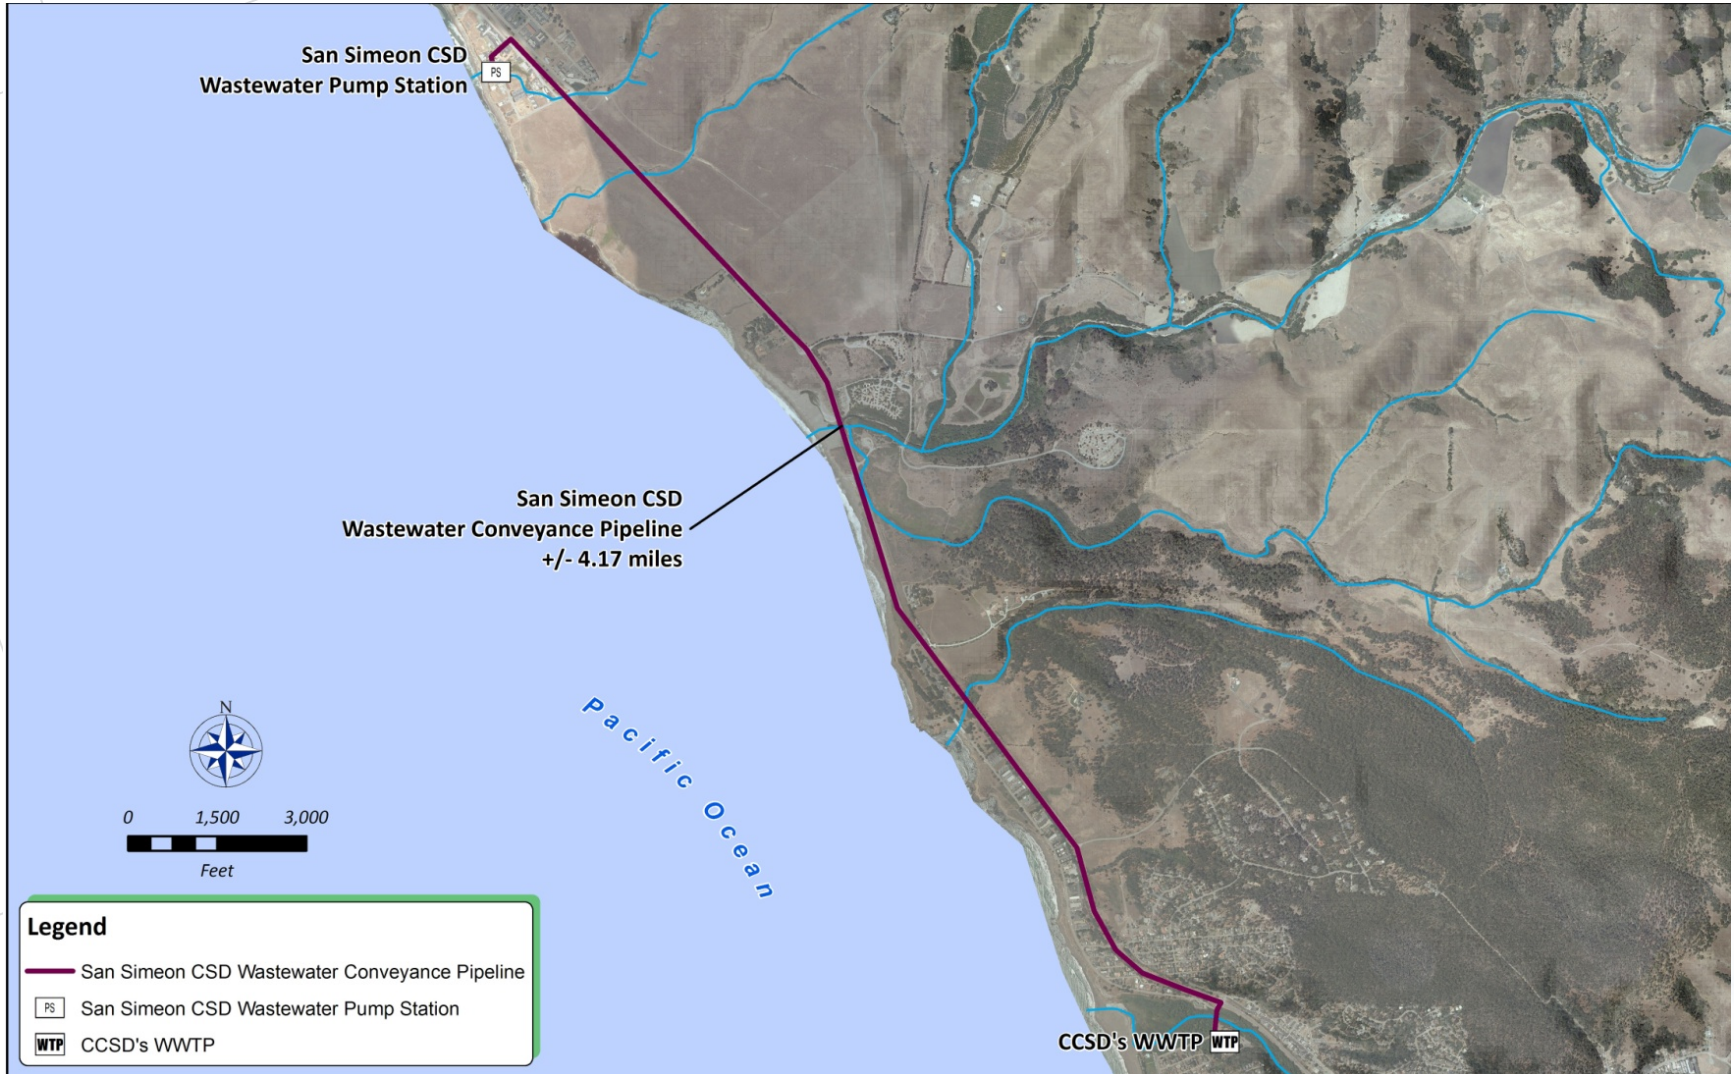 San Simeon CSD
Wastewater Pump Station
PS
San Simeon CSD
Wastewater Conveyance Pipeline
+/- 4.17 miles
Pacific Ocean
N
0 1,500 3,000
Feet
Legend
San Simeon CSD Wastewater Conveyance Pipeline
PS San Simeon CSD Wastewater Pump Station
WTP CCSD's WWTP
CCSD's WWTP WTP